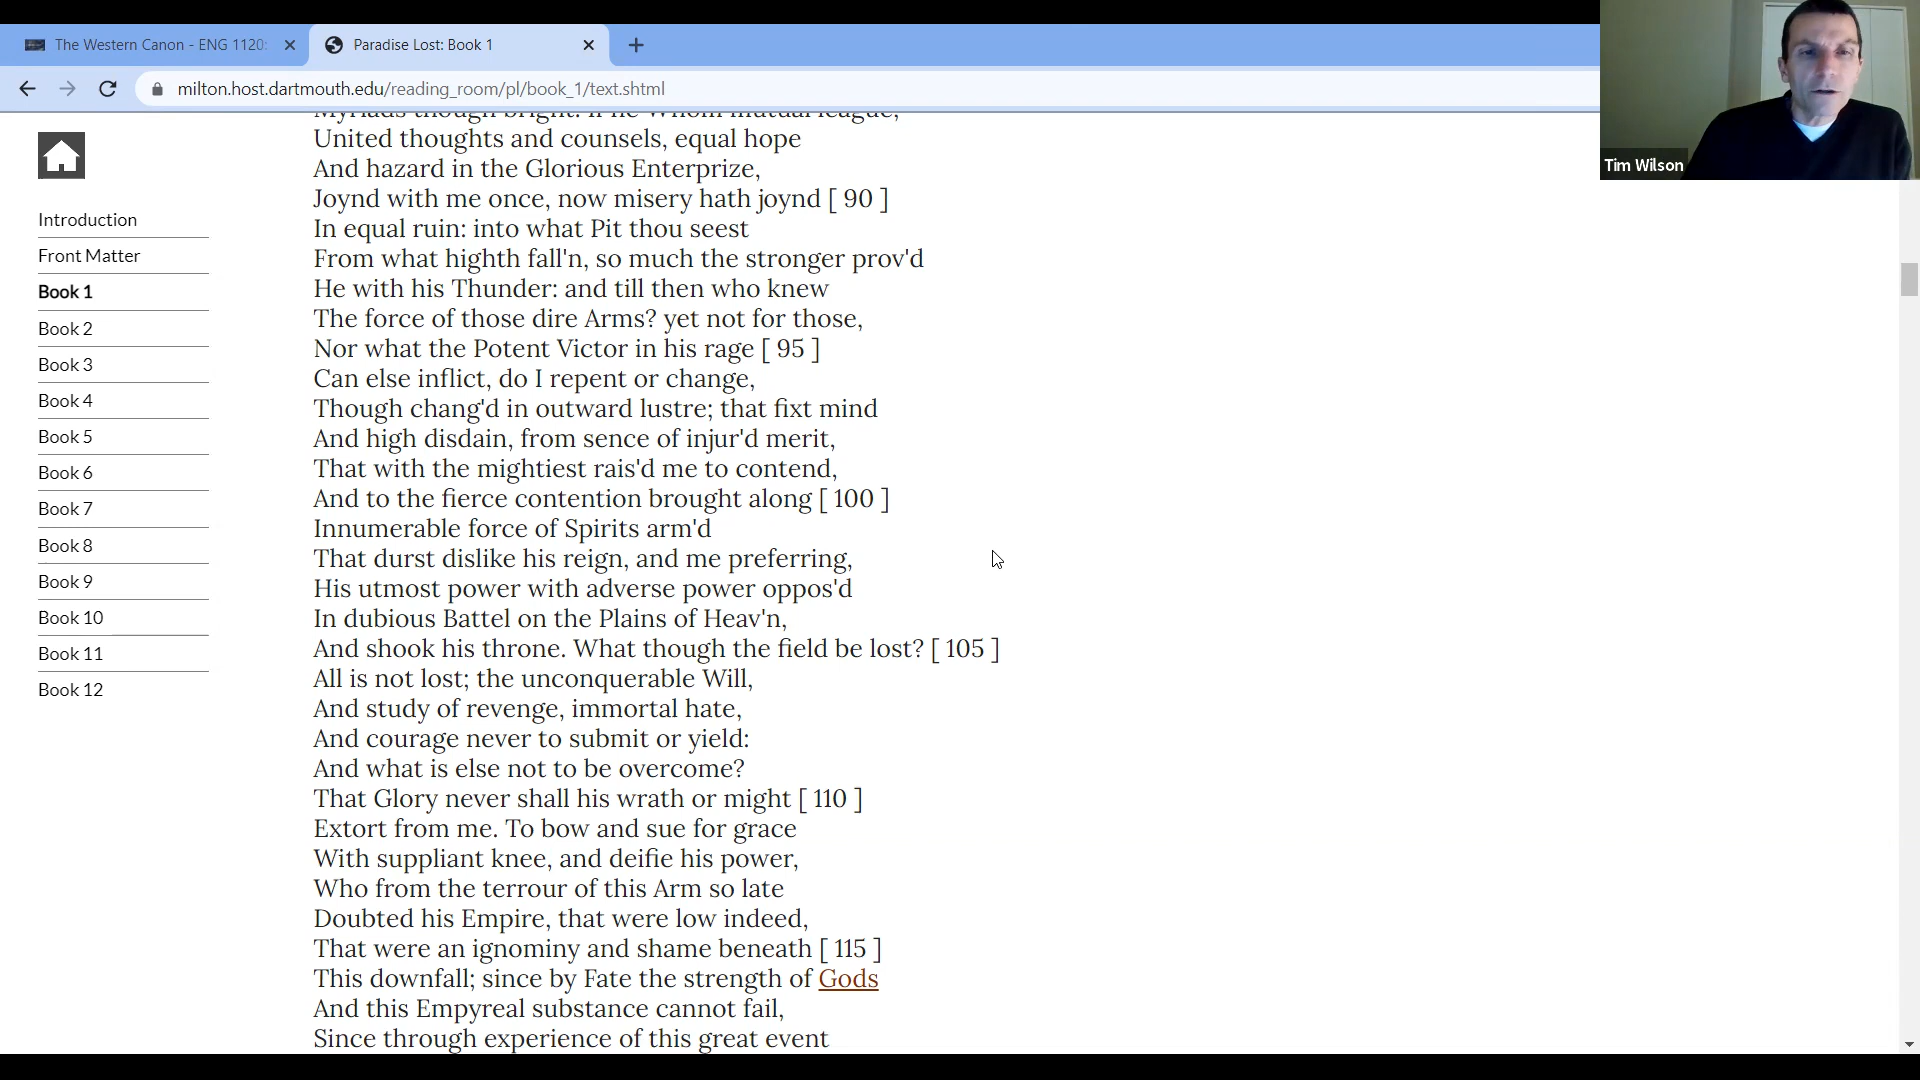 The Western Canon - ENG 1120:
Paradise Lost: Book 1
milton.host.dartmouth.edu/reading_room/pl/book_1/text.shtml
Tim Wilson
Introduction
Front Matter
Book 1
Book 2
Book 3
Book 4
Book 5
Book 6
Book 7
Book 8
Book 9
Book 10
Book 11
Book 12
Myriads though bright: If he Whom mutual league,
United thoughts and counsels, equal hope
And hazard in the Glorious Enterprize,
Joynd with me once, now misery hath joynd [ 90 ]
In equal ruin: into what Pit thou seest
From what highth fall'n, so much the stronger prov'd
He with his Thunder: and till then who knew
The force of those dire Arms? yet not for those,
Nor what the Potent Victor in his rage [ 95 ]
Can else inflict, do I repent or change,
Though chang'd in outward lustre; that fixt mind
And high disdain, from sence of injur'd merit,
That with the mightiest rais'd me to contend,
And to the fierce contention brought along [ 100 ]
Innumerable force of Spirits arm'd
That durst dislike his reign, and me preferring,
His utmost power with adverse power oppos'd
In dubious Battel on the Plains of Heav'n,
And shook his throne. What though the field be lost? [ 105 ]
All is not lost; the unconquerable Will,
And study of revenge, immortal hate,
And courage never to submit or yield:
And what is else not to be overcome?
That Glory never shall his wrath or might [ 110 ]
Extort from me. To bow and sue for grace
With suppliant knee, and deifie his power,
Who from the terrour of this Arm so late
Doubted his Empire, that were low indeed,
That were an ignominy and shame beneath [ 115 ]
This downfall; since by Fate the strength of Gods
And this Empyreal substance cannot fail,
Since through experience of this great event